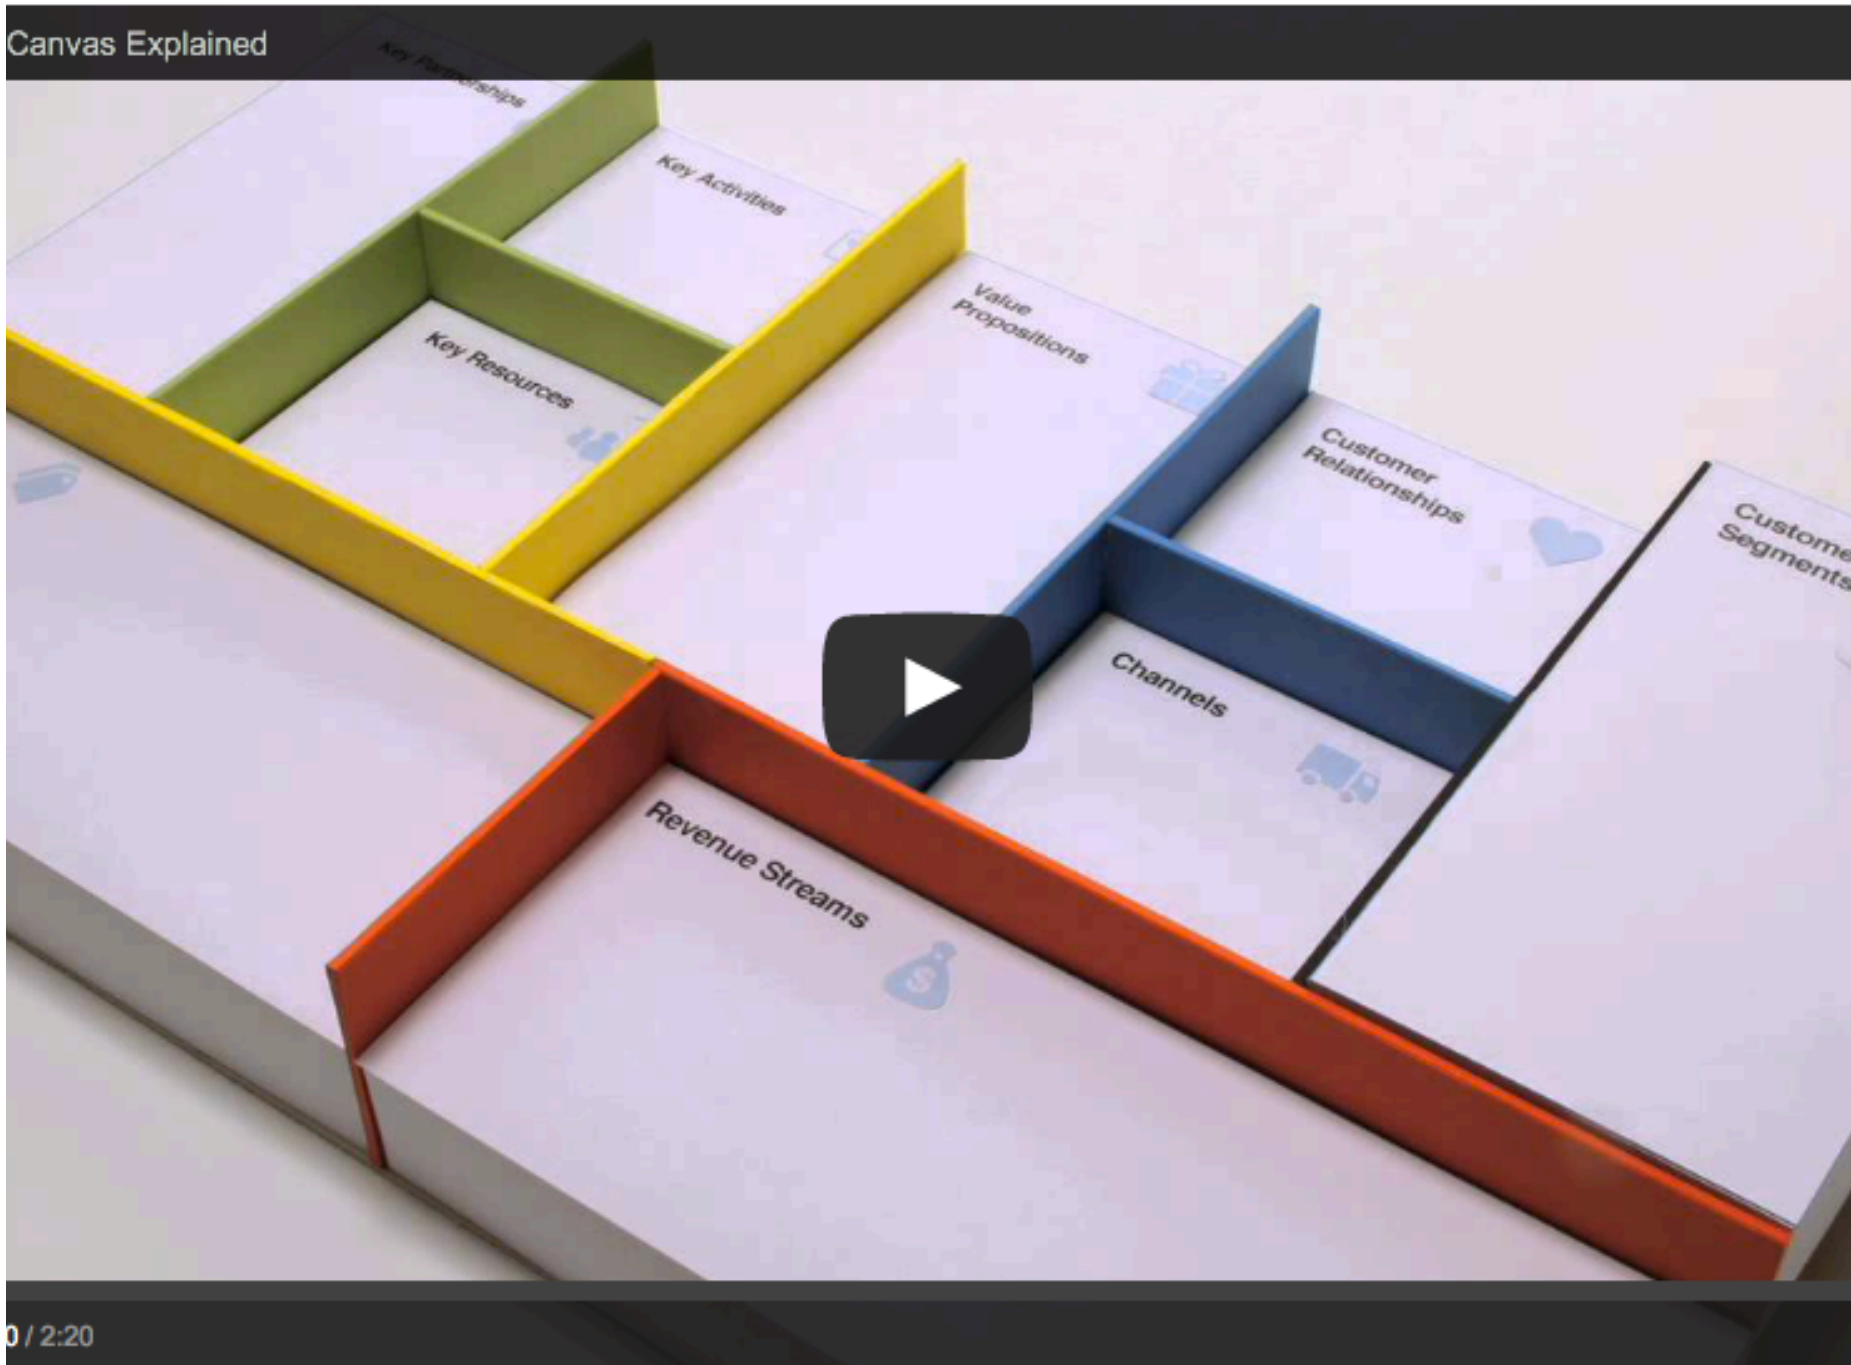 Canvas Explained
Key Partnerships
Key Activities
Value
Propositions
Key Resources
Customer
Relationships
Custome
Segments
Channels
Revenue Streams
$
0 / 2:20